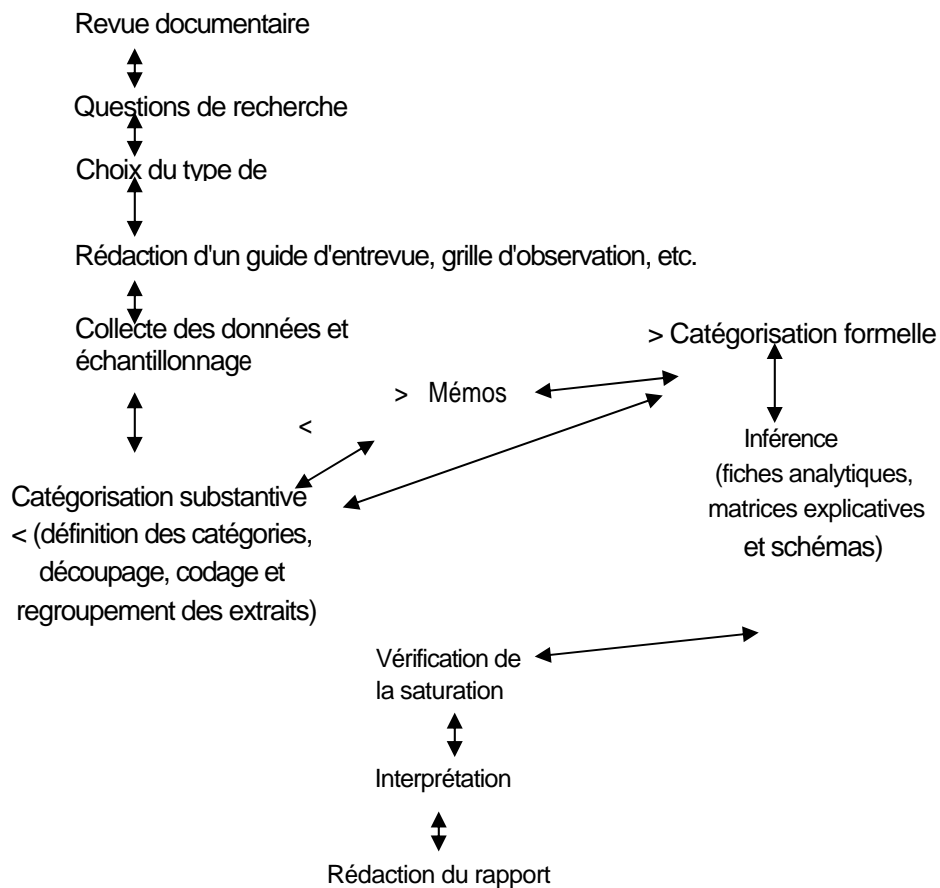 Revue documentaire
Questions de recherche
Choix du type de
Rédaction d'un guide d'entrevue, grille d'observation, etc.
Collecte des données et
échantillonnage
> Catégorisation formelle
> Mémos
<
Inférence
(fiches analytiques,
matrices explicatives
et schémas)
Catégorisation substantive
< (définition des catégories,
découpage, codage et
regroupement des extraits)
Vérification de
la saturation
Interprétation
Rédaction du rapport